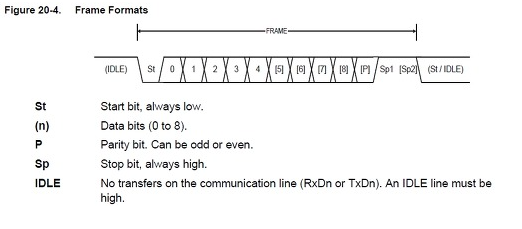 Figure 20-4. Frame Formats
FRAME
(IDLE) St 0 1 2 3 4 [5] [6] [7] [8] [P] Sp1 [Sp2] (St / IDLE)
St Start bit, always low.
(n) Data bits (0 to 8).
P Parity bit. Can be odd or even.
Sp Stop bit, always high.
IDLE No transfers on the communication line (RxDn or TxDn). An IDLE line must be
high.